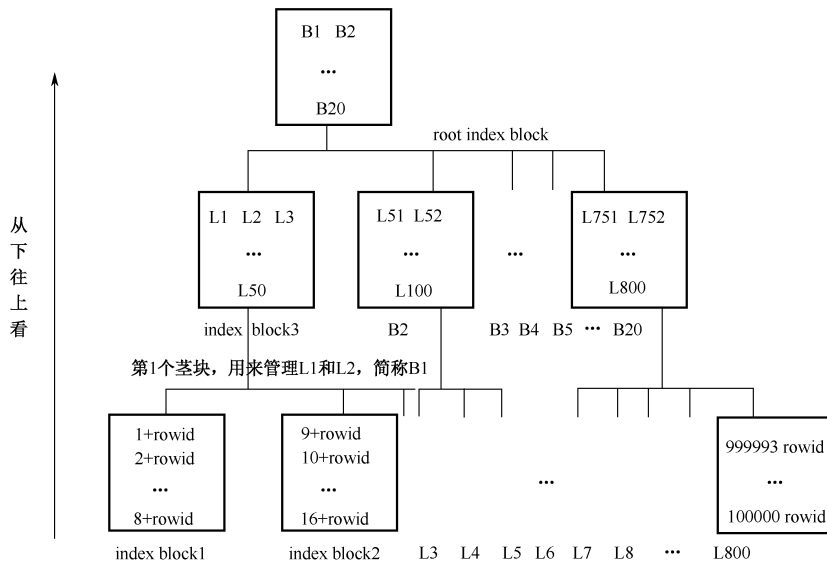 B1 B2
...
B20
root index block
从下往上看
L1 L2 L3
...
L50
L51 L52
...
L100
...
L751 L752
...
L800
index block3
B2
B3 B4 B5 ... B20
第1个茎块，用来管理L1和L2，简称B1
1+rowid
2+rowid
...
8+rowid
9+rowid
10+rowid
...
16+rowid
...
999993 rowid
...
100000 rowid
index block1
index block2
L3 L4 L5 L6 L7 L8 ... L800